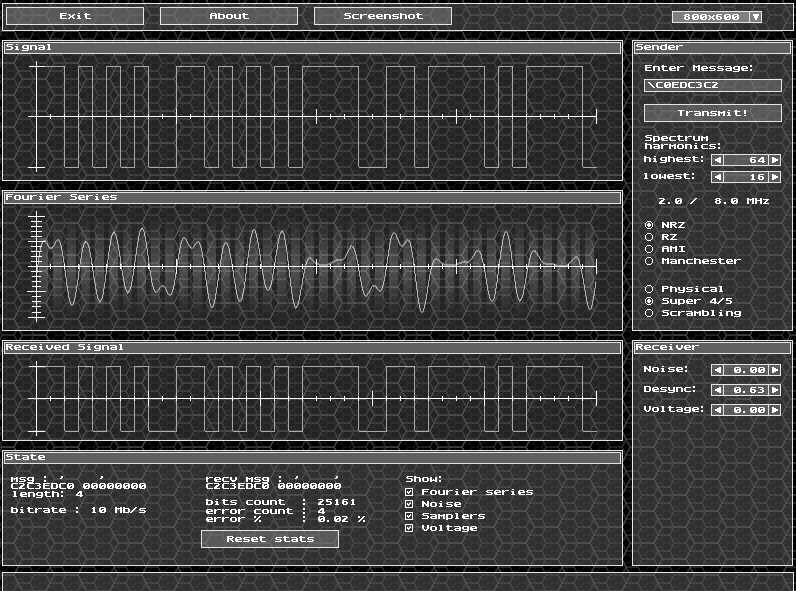 Exit About Screenshot 800x600
Signal
Sender
Enter Message:
\C0EDC3C2
Transmit!
Spectrum
harmonics:
highest: 64
lowest: 16
2.0 / 8.0 MHz
NRZ
RZ
AMI
Manchester
Physical
Super 4/5
Scrambling
Fourier Series
Received Signal
Receiver
Noise: 0.00
Desync: 0.63
Voltage: 0.00
State
msg : ' '
C2C3EDC0 00000000
length: 4
bitrate : 10 Mb/s
recv msg : ' '
C2C3EDC0 00000000
bits count : 25161
error count : 4
error % : 0.02 %
Reset stats
Show:
Fourier series
Noise
Samplers
Voltage